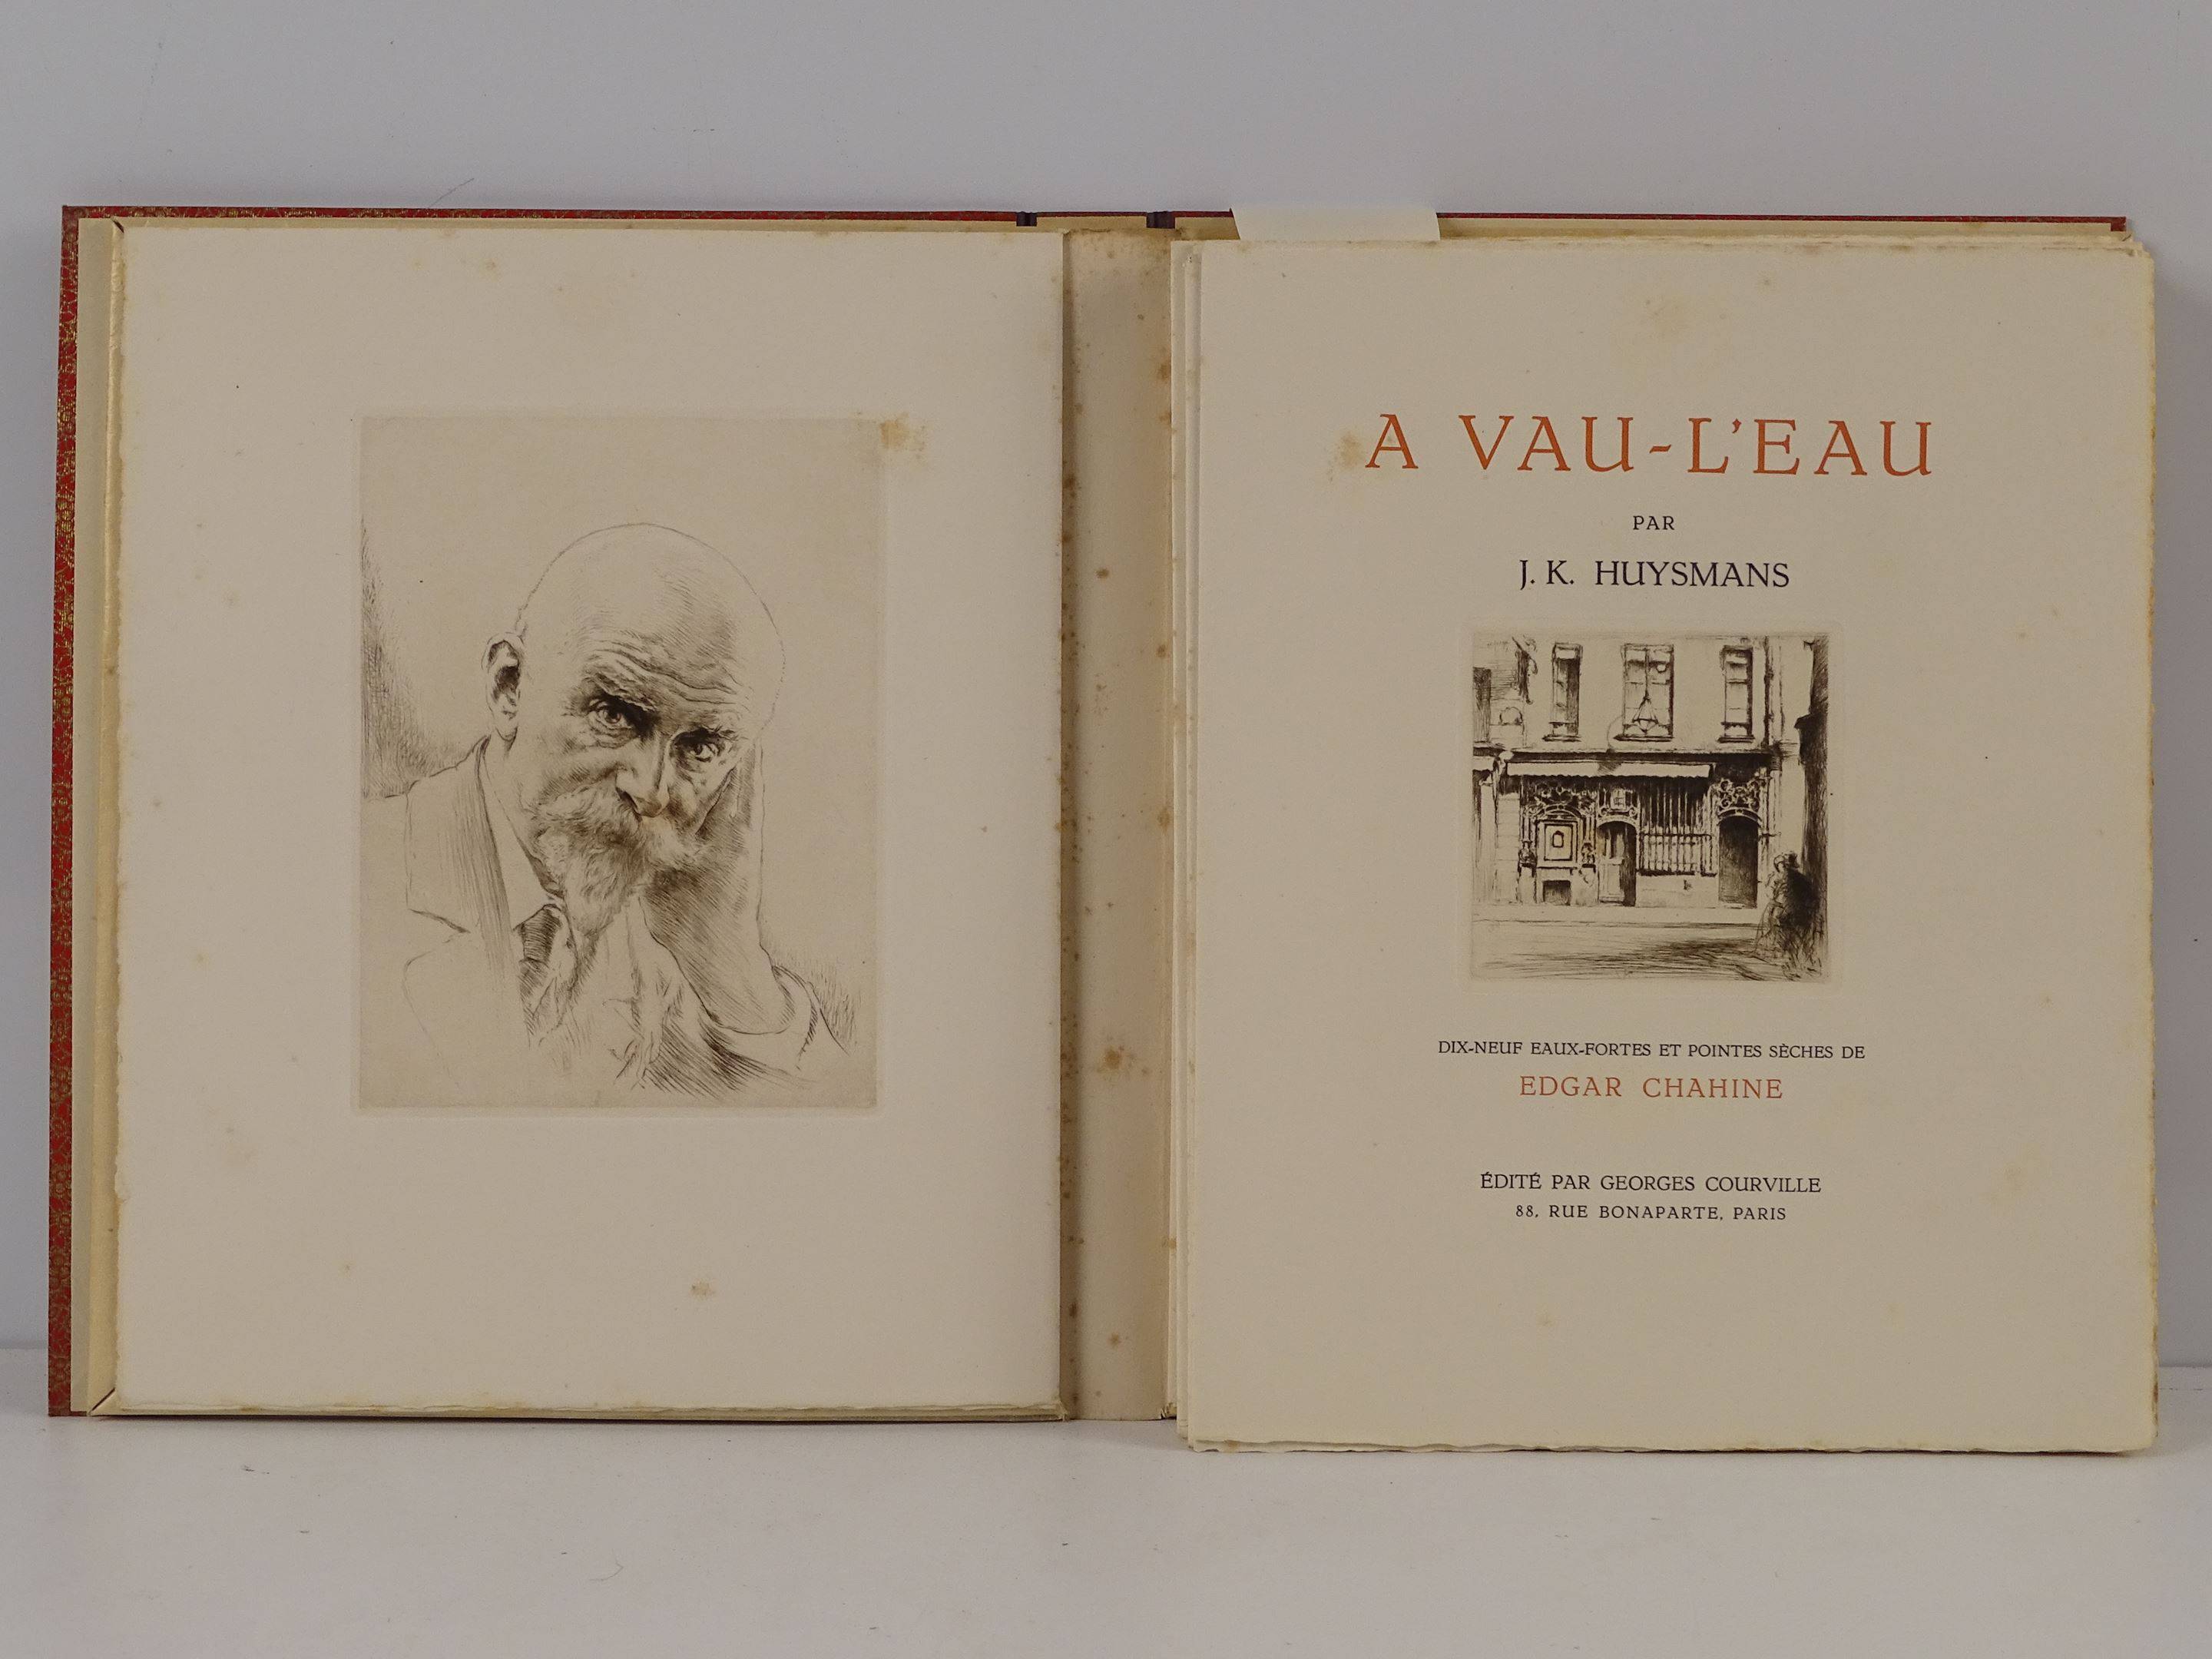 A VAU-L'EAU
PAR
J. K. HUYSMANS
DIX-NEUF EAUX-FORTES ET POINTES SÈCHES DE
EDGAR CHAHINE
ÉDITÉ PAR GEORGES COURVILLE
88, RUE BONAPARTE, PARIS